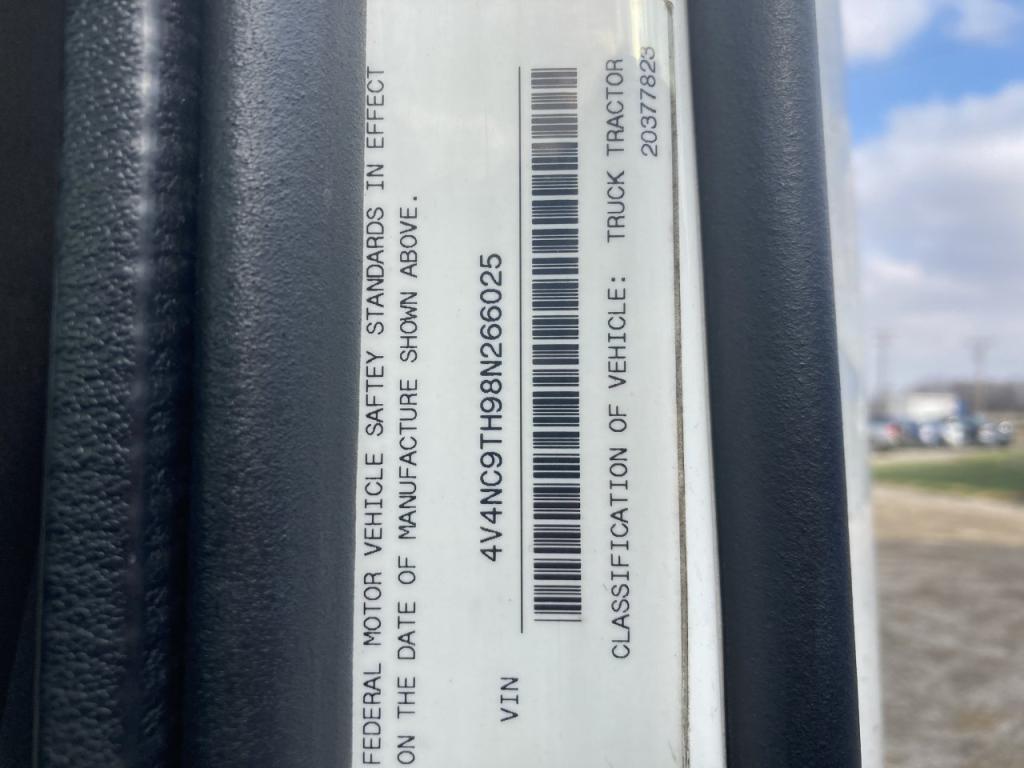 FEDERAL MOTOR VEHICLE SAFTEY STANDARDS IN EFFECT
ON THE DATE OF MANUFACTURE SHOWN ABOVE.
4V4NC9TH98N266025
VIN
CLASSIFICATION OF VEHICLE: TRUCK TRACTOR
20377823